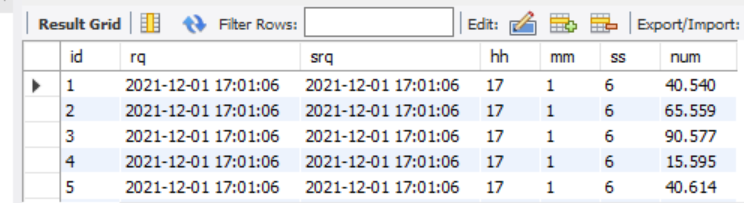 Result Grid Filter Rows: Edit: Export/Import:
id rq srq hh mm ss num
1 2021-12-01 17:01:06 2021-12-01 17:01:06 17 1 6 40.540
2 2021-12-01 17:01:06 2021-12-01 17:01:06 17 1 6 65.559
3 2021-12-01 17:01:06 2021-12-01 17:01:06 17 1 6 90.577
4 2021-12-01 17:01:06 2021-12-01 17:01:06 17 1 6 15.595
5 2021-12-01 17:01:06 2021-12-01 17:01:06 17 1 6 40.614